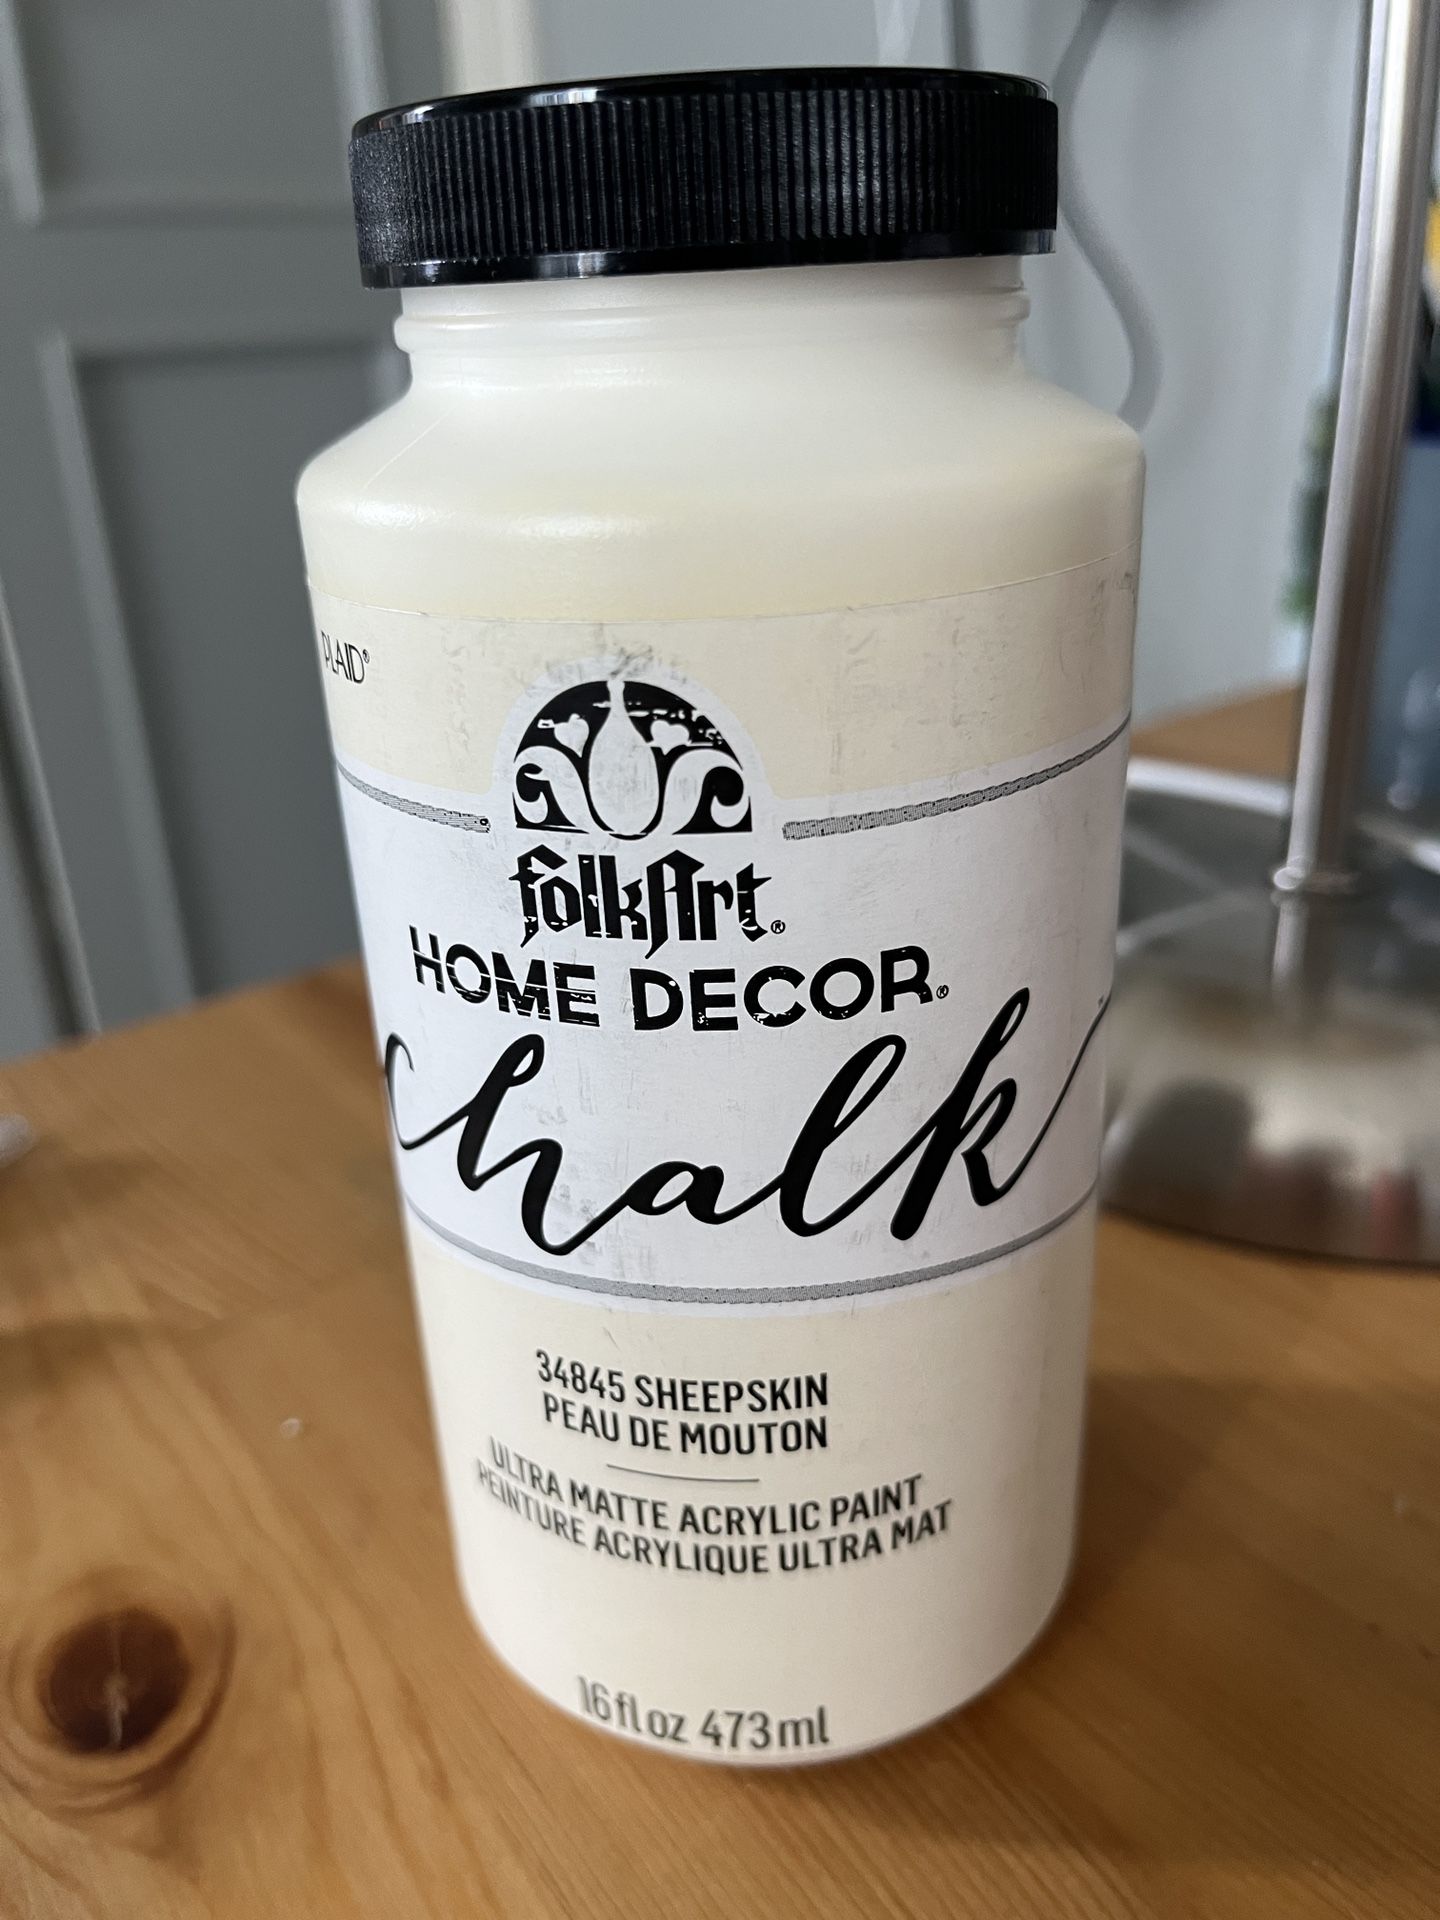 PLAID®
folkArt®
HOME DECOR®
chalk™
34845 SHEEPSKIN
PEAU DE MOUTON
ULTRA MATTE ACRYLIC PAINT
PEINTURE ACRYLIQUE ULTRA MAT
16 fl oz 473 ml